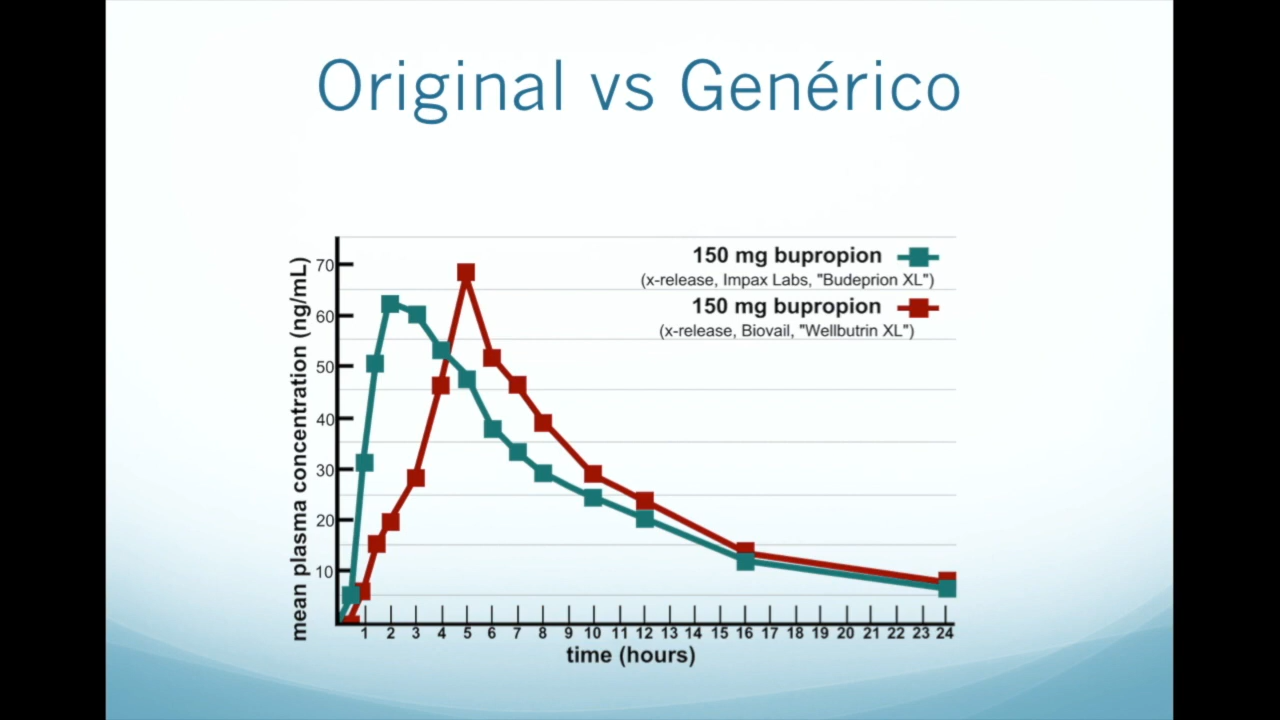 Original vs Genérico
150 mg bupropion
(x-release, Impax Labs, "Budeprion XL")
150 mg bupropion
(x-release, Biovail, "Wellbutrin XL")
mean plasma concentration (ng/mL)
70
60
50
40
30
20
10
1 2 3 4 5 6 7 8 9 10 11 12 13 14 15 16 17 18 19 20 21 22 23 24
time (hours)